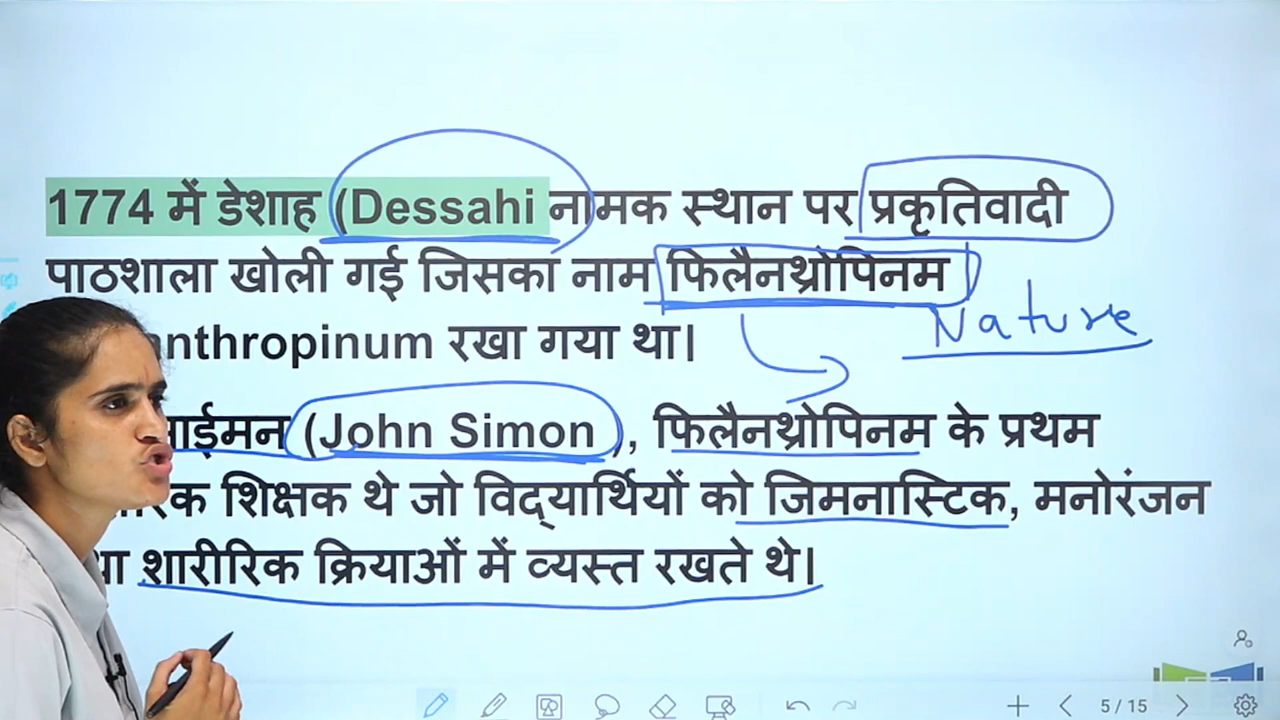 1774 में डेशाह (Dessahi नामक स्थान पर प्रकृतिवादी
पाठशाला खोली गई जिसका नाम फिलैनथ्रोपिनम
anthropinum रखा गया था।
Nature
साईमन (John Simon ), फिलैनथ्रोपिनम के प्रथम
शिक्षक थे जो विद्यार्थियों को जिमनास्टिक, मनोरंजन
शारीरिक क्रियाओं में व्यस्त रखते थे।
5 / 15